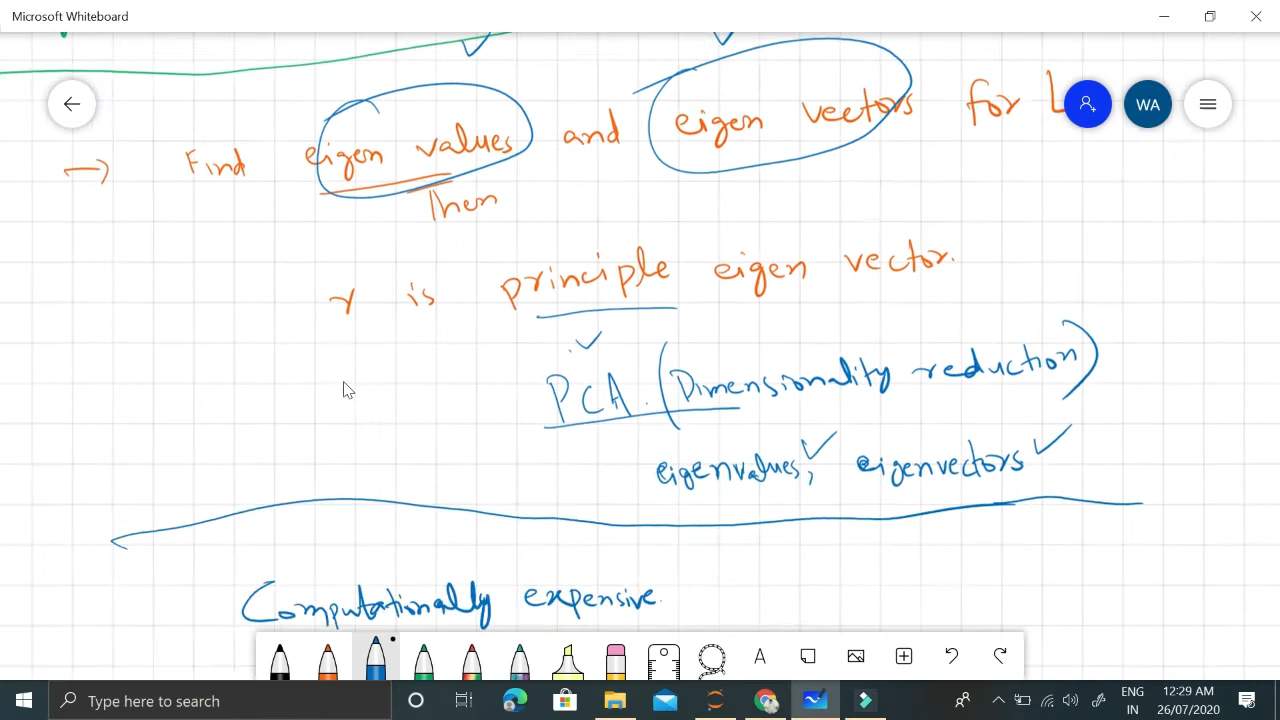 Microsoft Whiteboard
→ Find eigen values and eigen vectors for L
Then
r is principle eigen vector.
PCA. (Dimensionality reduction)
eigenvalues, eigenvectors
Computationally expensive.
WA
A
Type here to search
ENG
IN
12:29 AM
26/07/2020